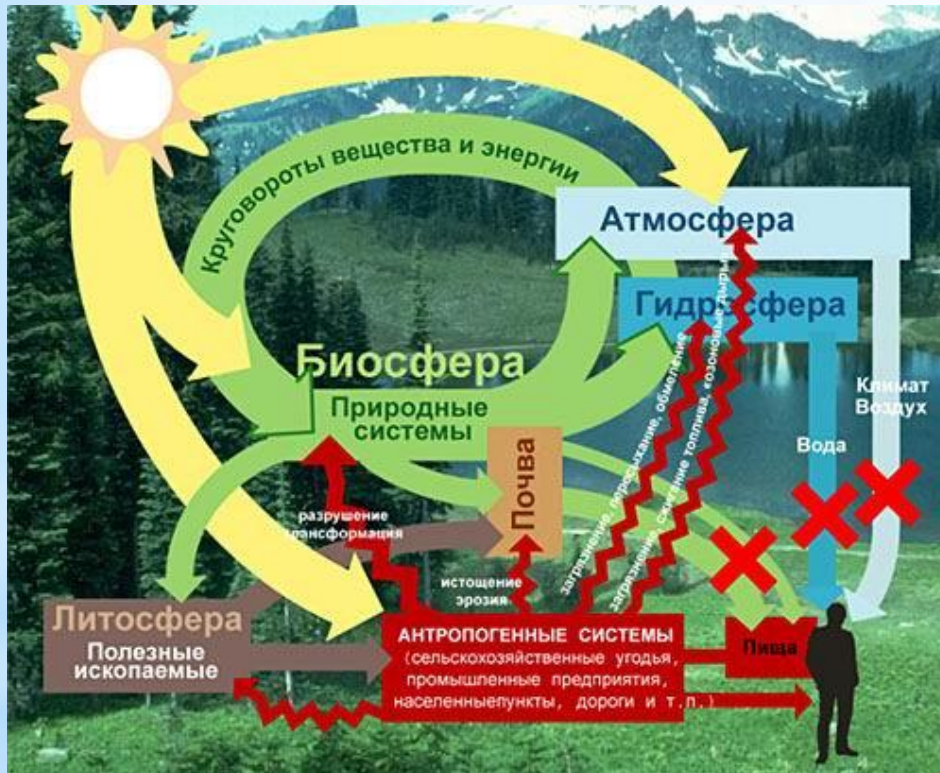 Круговороты вещества и энергии
Атмосфера
Гидросфера
Биосфера
Природные
системы
Климат
Воздух
Вода
Почва
разрушение
трансформация
загрязнение, пересыхание, обмеление
загрязнение, сжигание топлива, козоновые дыры
истощение
эрозия
Литосфера
Полезные
ископаемые
АНТРОПОГЕННЫЕ СИСТЕМЫ
(сельскохозяйственные угодья,
промышленные предприятия,
населенныепункты, дороги и т.п.)
Пища